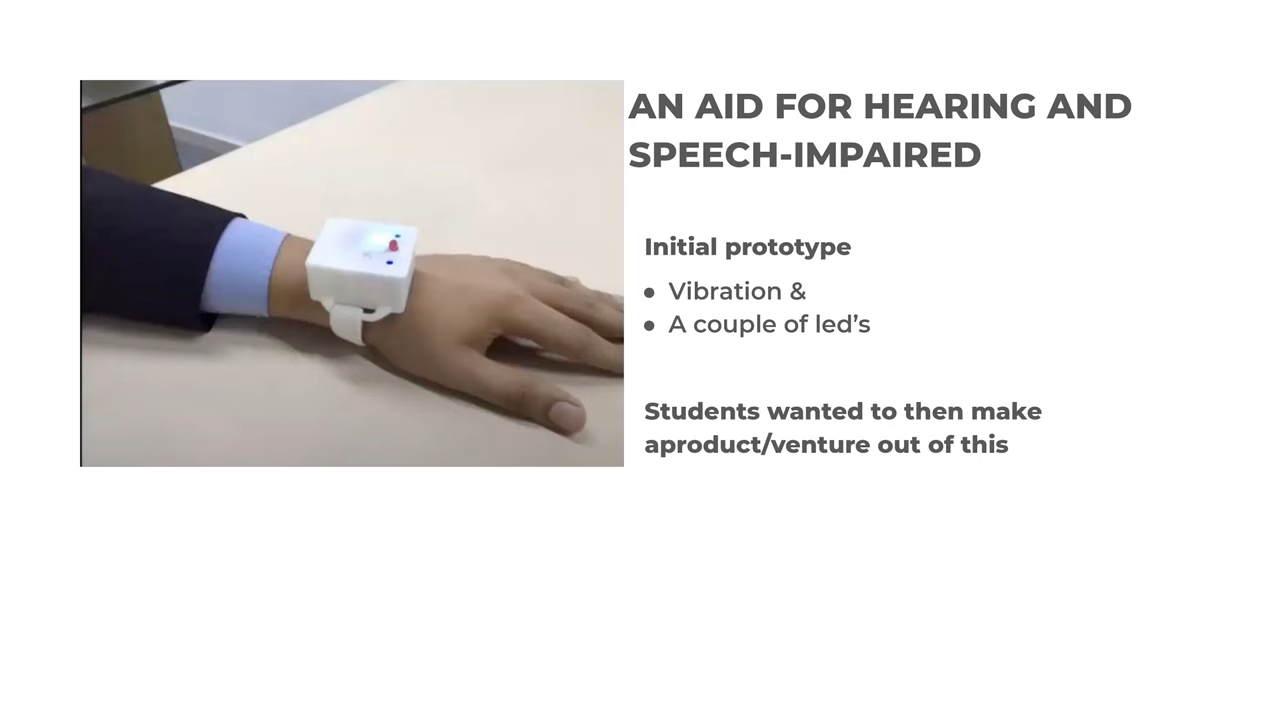 AN AID FOR HEARING AND
SPEECH-IMPAIRED
Initial prototype
● Vibration &
● A couple of led’s
Students wanted to then make
aproduct/venture out of this